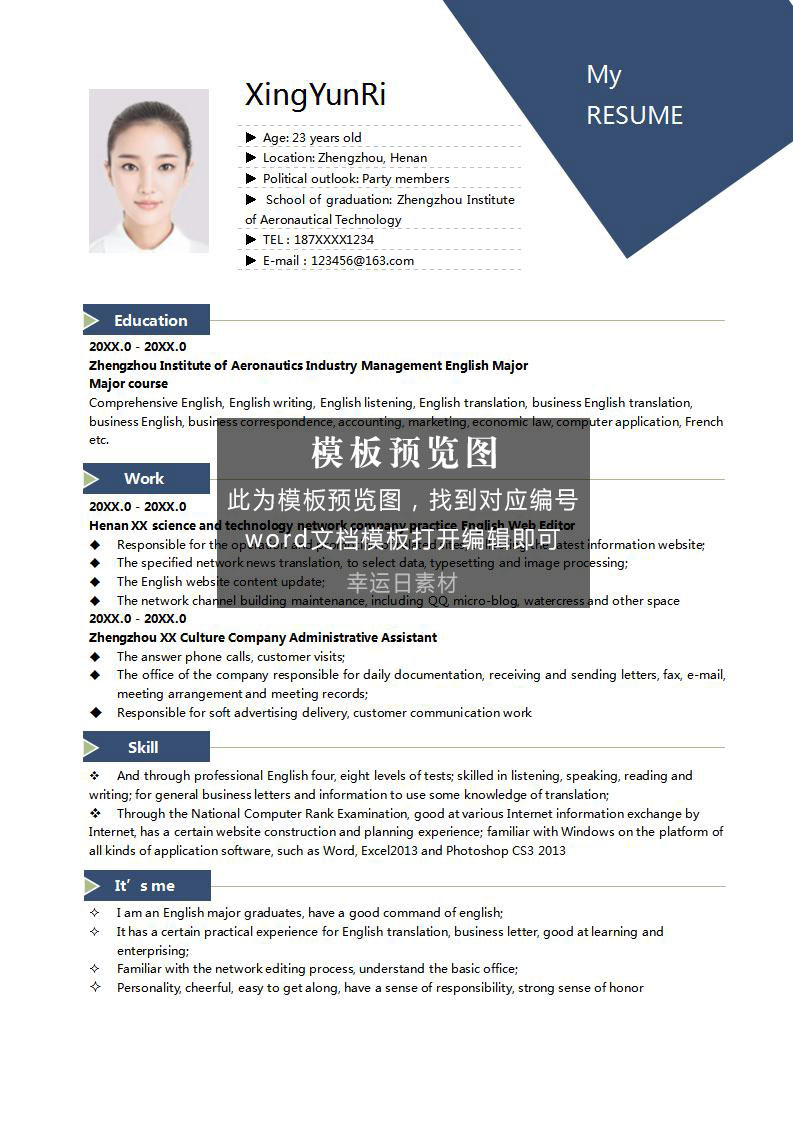 My
RESUME
XingYunRi
Age: 23 years old
Location: Zhengzhou, Henan
Political outlook: Party members
School of graduation: Zhengzhou Institute
of Aeronautical Technology
TEL : 187XXXX1234
E-mail : 123456@163.com
Education
20XX.0 - 20XX.0
Zhengzhou Institute of Aeronautics Industry Management English Major
Major course
Comprehensive English, English writing, English listening, English translation, business English translation,
business English, business correspondence, accounting, marketing, economic law, computer application, French
etc.
模板预览图
此为模板预览图，找到对应编号
word文档模板打开编辑即可
幸运日素材
Work
20XX.0 - 20XX.0
Henan XX science and technology network company practice English Web Editor
Responsible for the latest information website;
The specified network news translation, to select data, typesetting and image processing;
The English website content update;
The network channel building maintenance, including QQ, micro-blog, watercress and other space
20XX.0 - 20XX.0
Zhengzhou XX Culture Company Administrative Assistant
The answer phone calls, customer visits;
The office of the company responsible for daily documentation, receiving and sending letters, fax, e-mail,
meeting arrangement and meeting records;
Responsible for soft advertising delivery, customer communication work
Skill
And through professional English four, eight levels of tests; skilled in listening, speaking, reading and
writing; for general business letters and information to use some knowledge of translation;
Through the National Computer Rank Examination, good at various Internet information exchange by
Internet, has a certain website construction and planning experience; familiar with Windows on the platform of
all kinds of application software, such as Word, Excel2013 and Photoshop CS3 2013
It’s me
I am an English major graduates, have a good command of english;
It has a certain practical experience for English translation, business letter, good at learning and
enterprising;
Familiar with the network editing process, understand the basic office;
Personality, cheerful, easy to get along, have a sense of responsibility, strong sense of honor